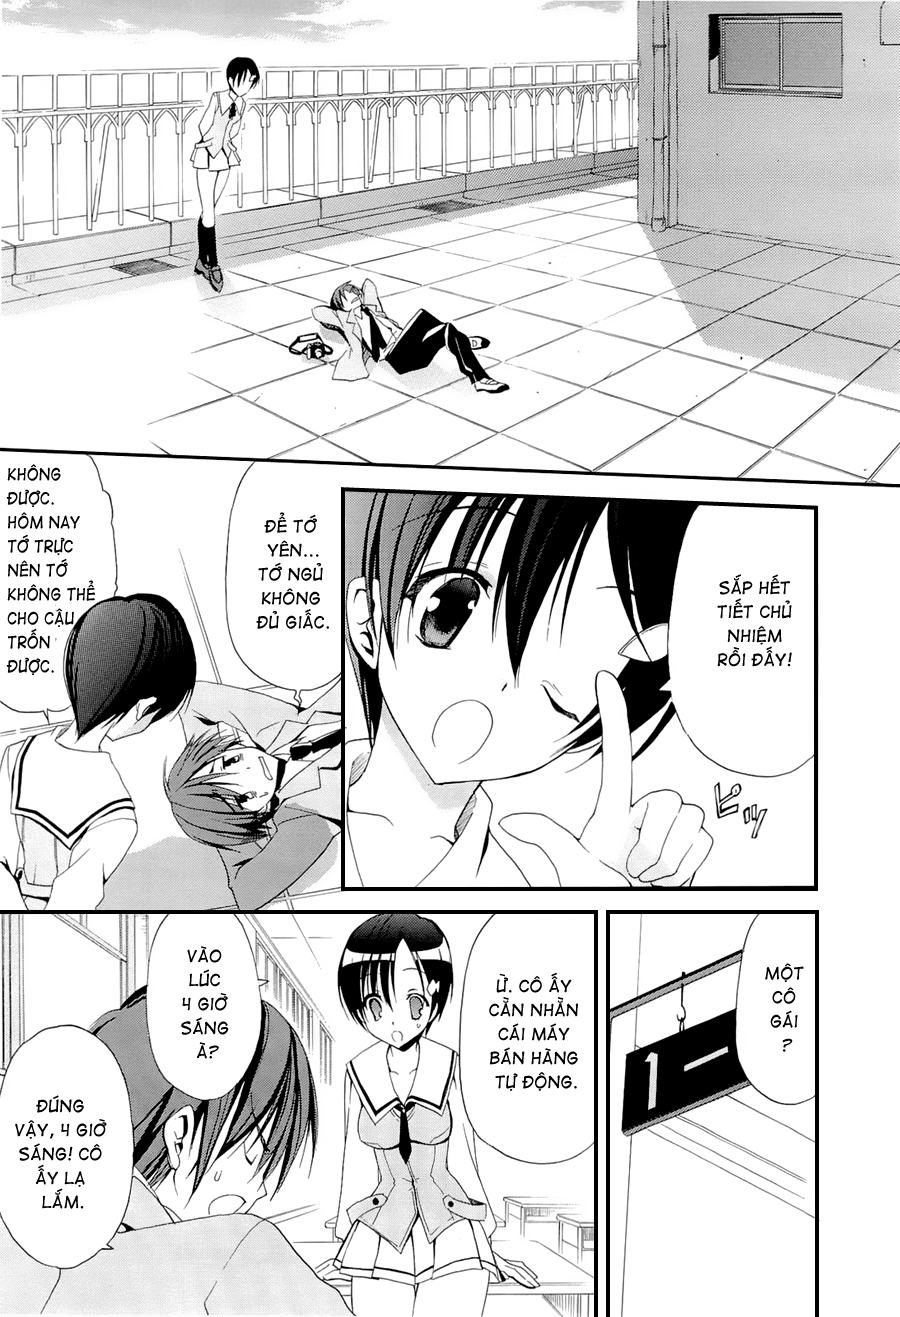 SẮP HẾT
TIẾT CHỦ
NHIỆM
RỒI ĐẤY!
ピッ
ĐỂ TỚ
YÊN...
TỚ NGỦ
KHÔNG
ĐỦ GIẤC.
KHÔNG
ĐƯỢC.
HÔM NAY
TỚ TRỰC
NÊN TỚ
KHÔNG THỂ
CHO CẬU
TRỐN
ĐƯỢC.
MỘT
CÔ
GÁI
?
1 —
Ừ. CÔ ẤY
CẰN NHẰN
CÁI MÁY
BÁN HÀNG
TỰ ĐỘNG.
VÀO
LÚC
4 GIỜ
SÁNG
À?
ĐÚNG
VẬY, 4 GIỜ
SÁNG! CÔ
ẤY LẠ
LẮM.